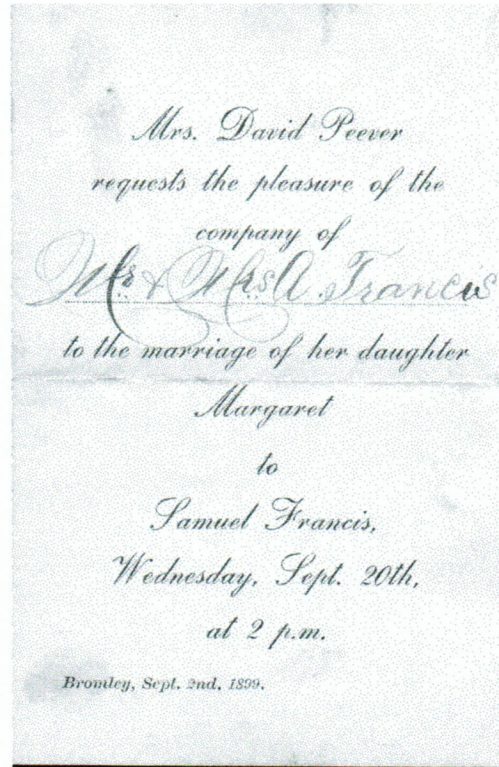 Mrs. David Peever
requests the pleasure of the
company of
Mr & Mrs A. Francis
to the marriage of her daughter
Margaret
to
Samuel Francis,
Wednesday, Sept. 20th,
at 2 p.m.
Bromley, Sept. 2nd, 1899.